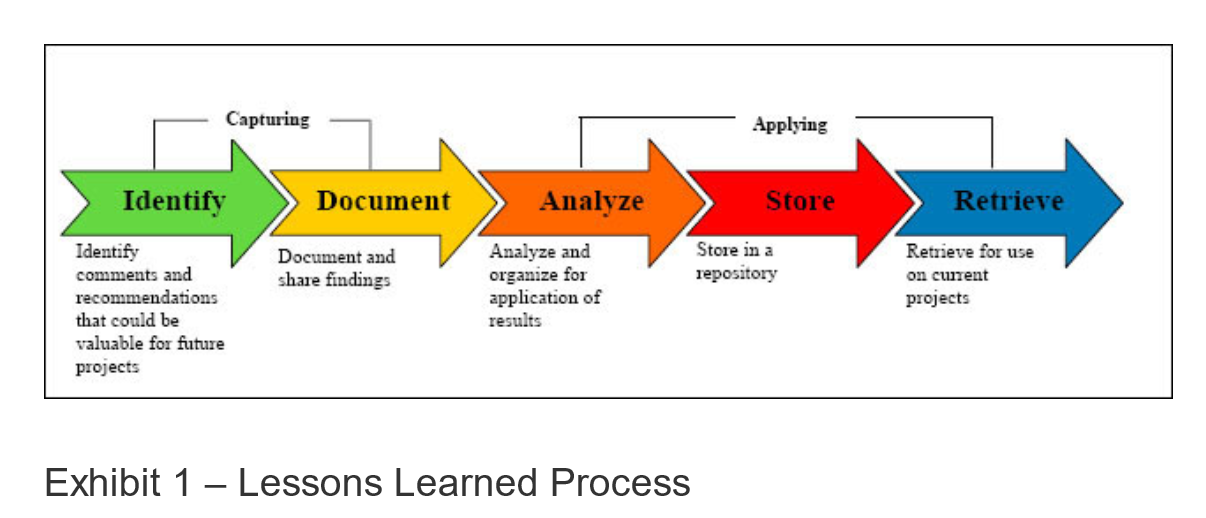 Capturing
Applying
Identify
Document
Analyze
Store
Retrieve
Identify
comments and
recommendations
that could be
valuable for future
projects
Document and
share findings
Analyze and
organize for
application of
results
Store in a
repository
Retrieve for use
on current
projects
Exhibit 1 – Lessons Learned Process